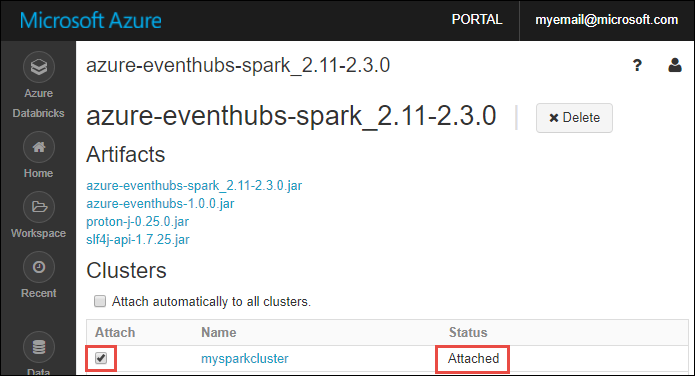 Microsoft Azure PORTAL myemail@microsoft.com
azure-eventhubs-spark_2.11-2.3.0 ?
Azure
Databricks
Home
Workspace
Recent
Data
azure-eventhubs-spark_2.11-2.3.0 | ✖ Delete
Artifacts
azure-eventhubs-spark_2.11-2.3.0.jar
azure-eventhubs-1.0.0.jar
proton-j-0.25.0.jar
slf4j-api-1.7.25.jar
Clusters
Attach automatically to all clusters.
Attach Name Status
mysparkcluster Attached